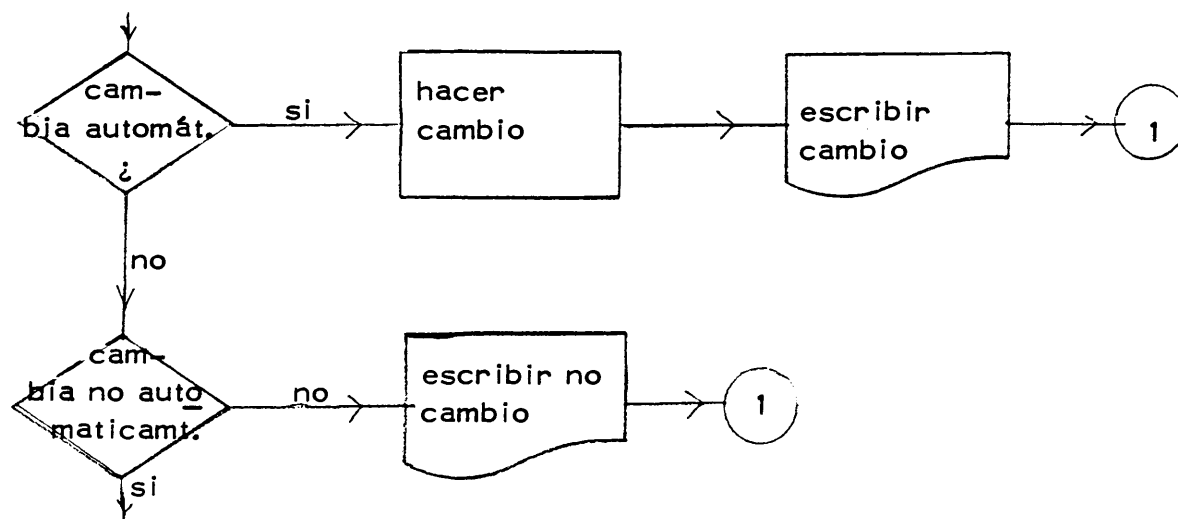 cam-
bia automát.
¿
si
hacer
cambio
escribir
cambio
1
no
cam-
bia no auto
maticamt.
no
escribir no
cambio
1
si